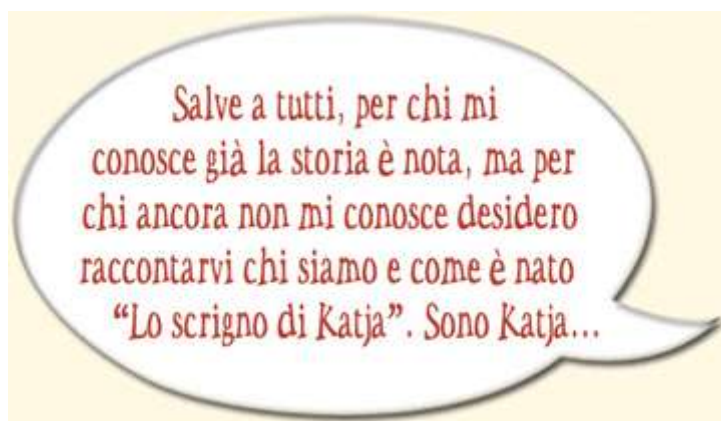 Salve a tutti, per chi mi
conosce già la storia è nota, ma per
chi ancora non mi conosce desidero
raccontarvi chi siamo e come è nato
“Lo scrigno di Katja”. Sono Katja...